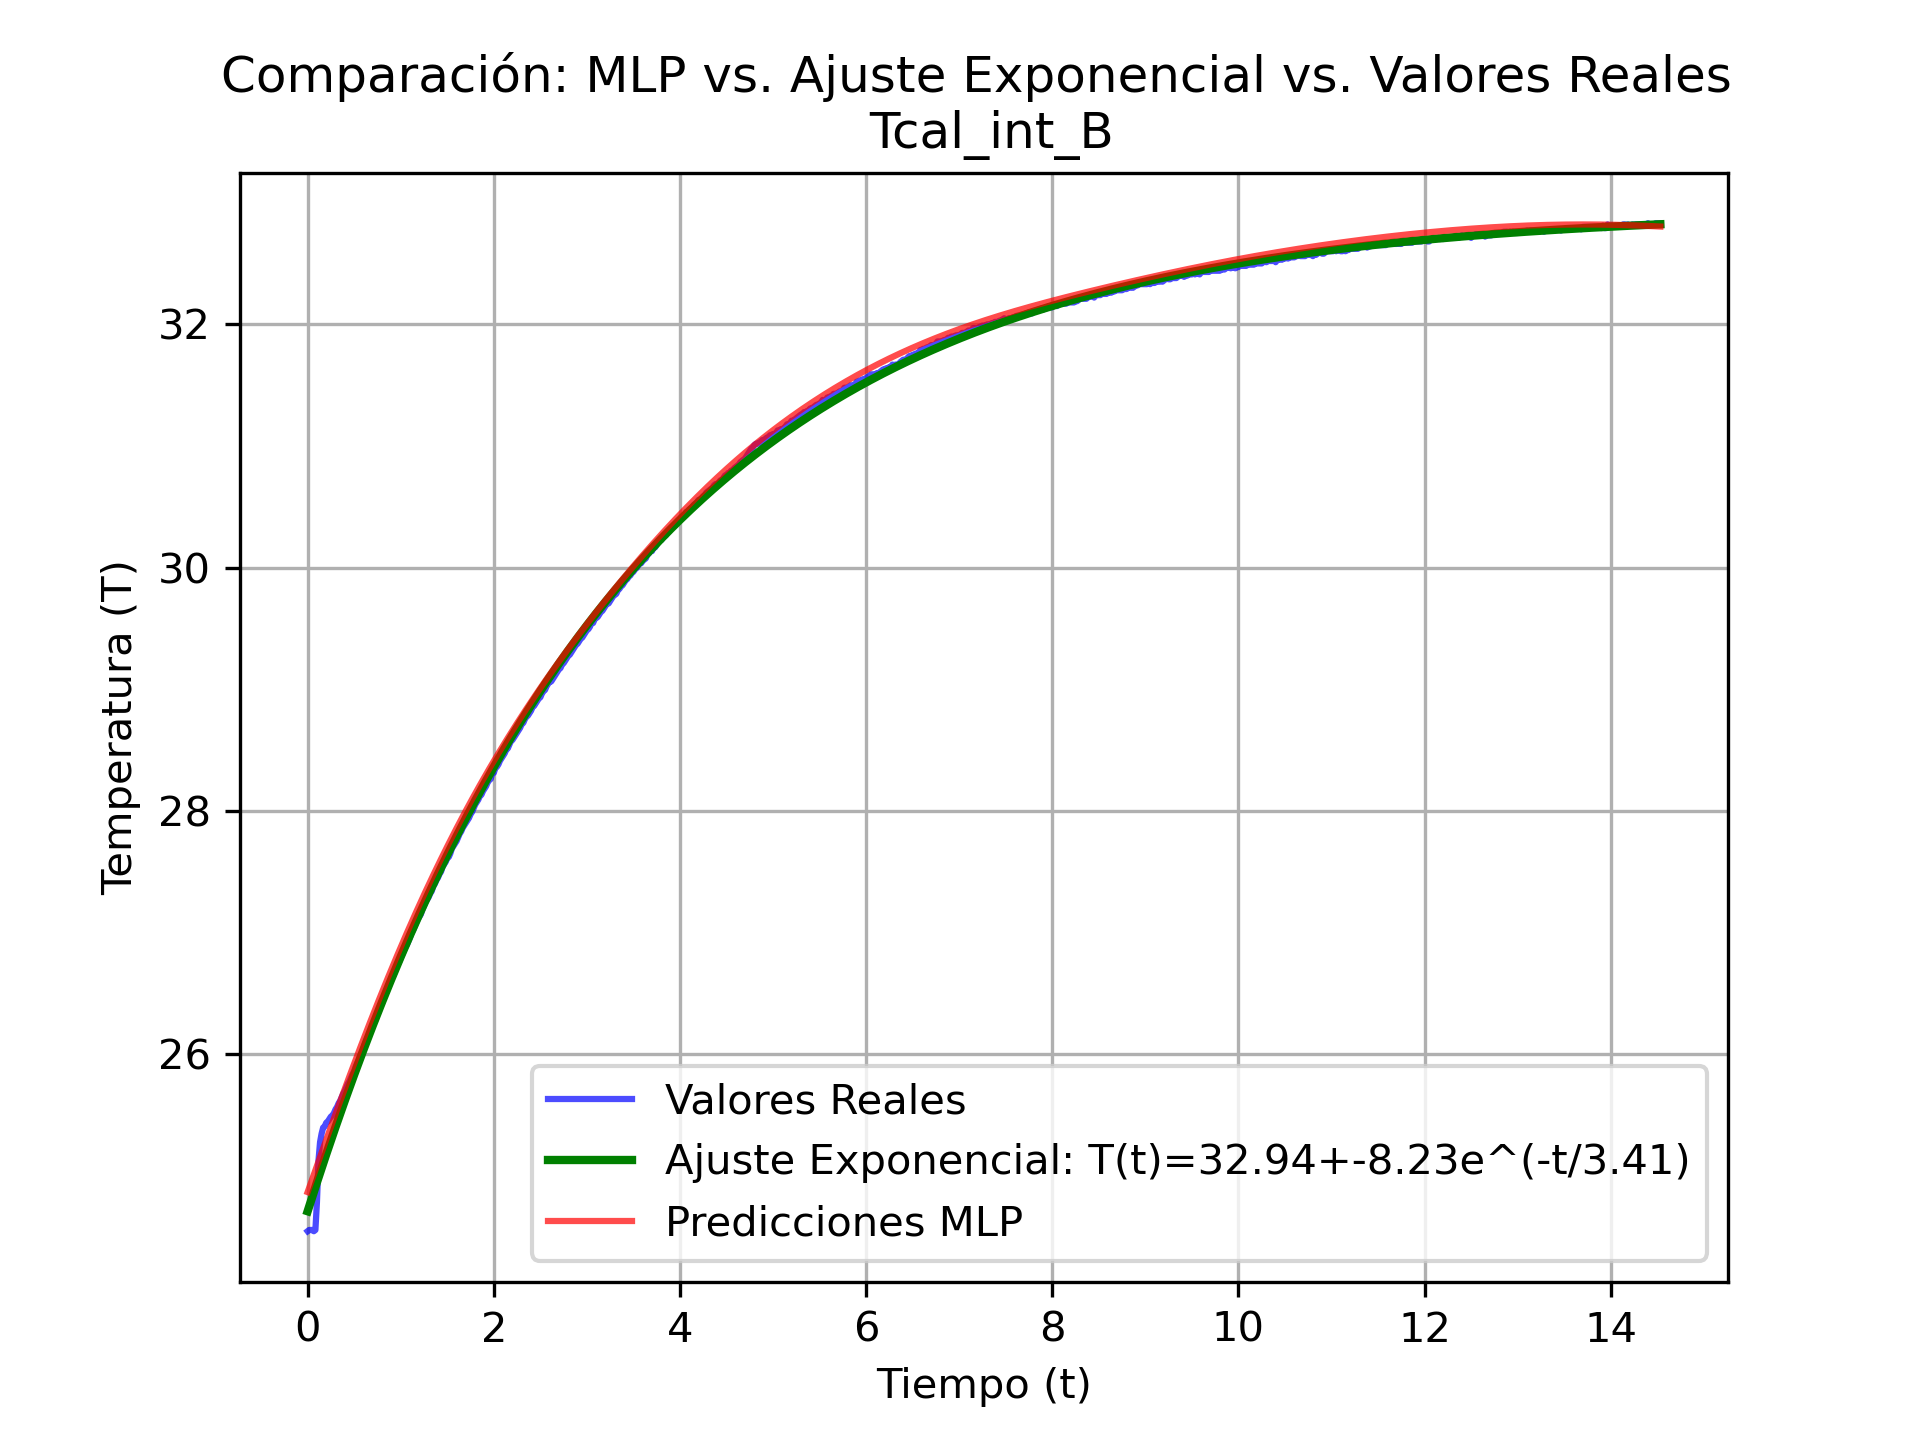 Comparación: MLP vs. Ajuste Exponencial vs. Valores Reales
Tcal_int_B
Temperatura (T)
32
30
28
26
Valores Reales
Ajuste Exponencial: T(t)=32.94+-8.23e^(-t/3.41)
Predicciones MLP
0 2 4 6 8 10 12 14
Tiempo (t)